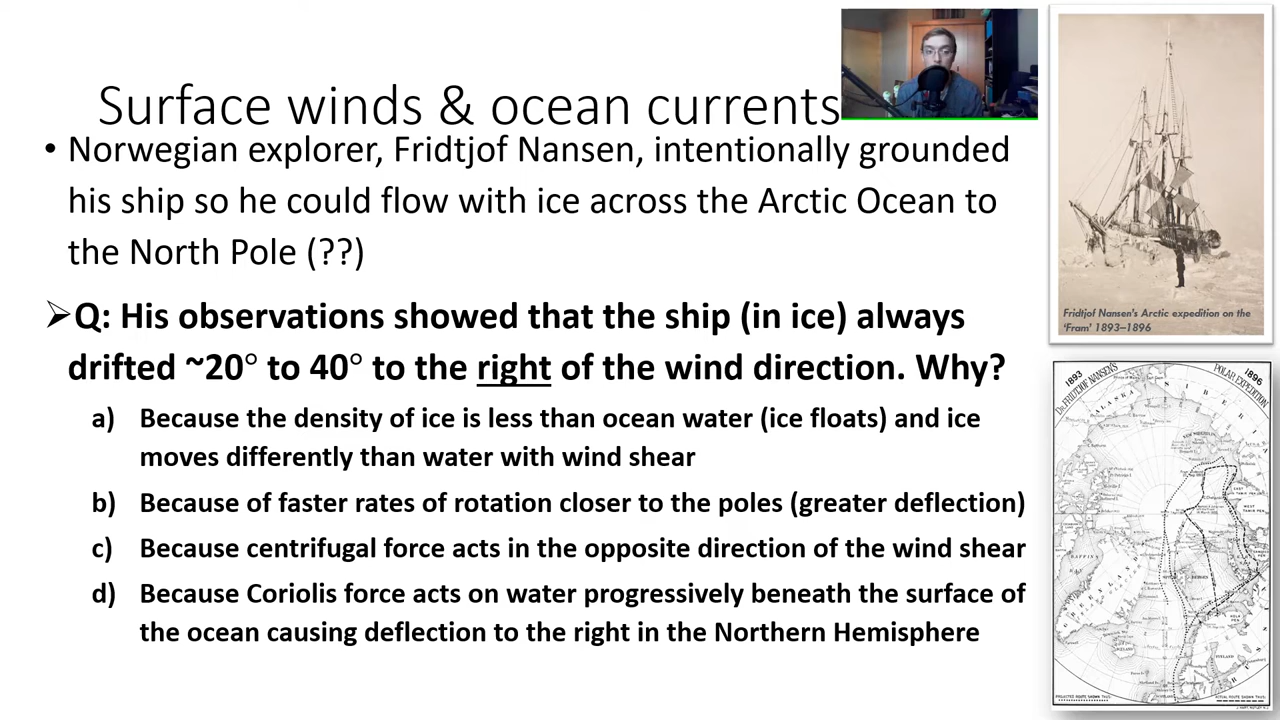 Surface winds & ocean currents
• Norwegian explorer, Fridtjof Nansen, intentionally grounded
his ship so he could flow with ice across the Arctic Ocean to
the North Pole (??)
➢Q: His observations showed that the ship (in ice) always
drifted ~20° to 40° to the right of the wind direction. Why?
a) Because the density of ice is less than ocean water (ice floats) and ice
moves differently than water with wind shear
b) Because of faster rates of rotation closer to the poles (greater deflection)
c) Because centrifugal force acts in the opposite direction of the wind shear
d) Because Coriolis force acts on water progressively beneath the surface of
the ocean causing deflection to the right in the Northern Hemisphere
Fridtjof Nansen's Arctic expedition on the
'Fram' 1893–1896
1893
1896
POLAR EXPEDITION
ALASKA
SIBERIA
GREENLAND
ICELAND